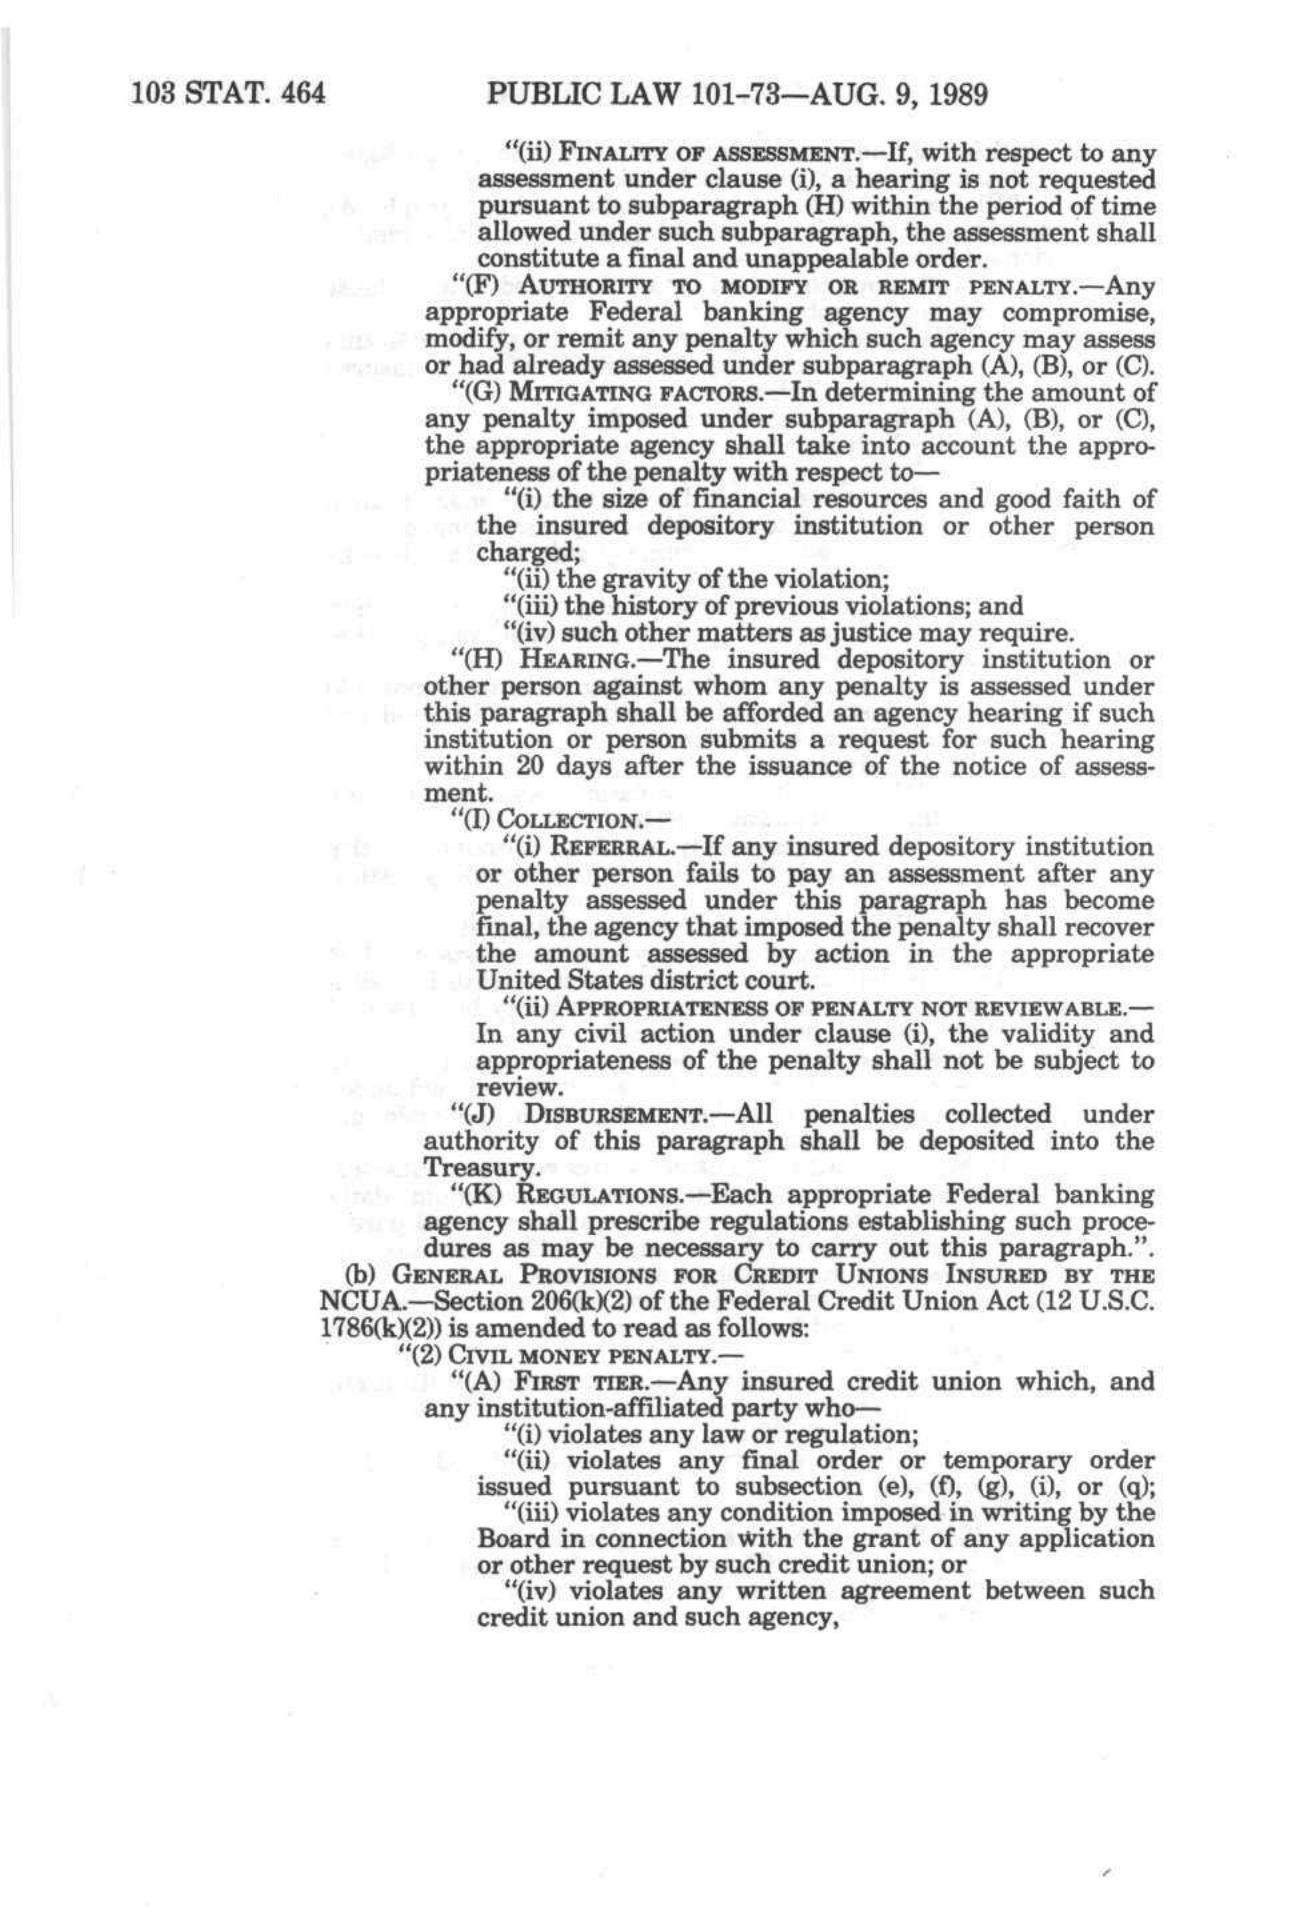 103 STAT. 464 PUBLIC LAW 101-73—AUG. 9, 1989
"(ii) FINALITY OF ASSESSMENT.—If, with respect to any
assessment under clause (i), a hearing is not requested
pursuant to subparagraph (H) within the period of time
allowed under such subparagraph, the assessment shall
constitute a final and unappealable order.
"(F) AUTHORITY TO MODIFY OR REMIT PENALTY.—Any
appropriate Federal banking agency may compromise,
modify, or remit any penalty which such agency may assess
or had already assessed under subparagraph (A), (B), or (C).
"(G) MITIGATING FACTORS.—In determining the amount of
any penalty imposed under subparagraph (A), (B), or (C),
the appropriate agency shall take into account the appro-
priateness of the penalty with respect to—
"(i) the size of financial resources and good faith of
the insured depository institution or other person
charged;
"(ii) the gravity of the violation;
"(iii) the history of previous violations; and
"(iv) such other matters as justice may require.
"(H) HEARING.—The insured depository institution or
other person against whom any penalty is assessed under
this paragraph shall be afforded an agency hearing if such
institution or person submits a request for such hearing
within 20 days after the issuance of the notice of assess-
ment.
"(I) COLLECTION.—
"(i) REFERRAL.—If any insured depository institution
or other person fails to pay an assessment after any
penalty assessed under this paragraph has become
final, the agency that imposed the penalty shall recover
the amount assessed by action in the appropriate
United States district court.
"(ii) APPROPRIATENESS OF PENALTY NOT REVIEWABLE.—
In any civil action under clause (i), the validity and
appropriateness of the penalty shall not be subject to
review.
"(J) DISBURSEMENT.—All penalties collected under
authority of this paragraph shall be deposited into the
Treasury.
"(K) REGULATIONS.—Each appropriate Federal banking
agency shall prescribe regulations establishing such proce-
dures as may be necessary to carry out this paragraph.".
(b) GENERAL PROVISIONS FOR CREDIT UNIONS INSURED BY THE
NCUA.—Section 206(k)(2) of the Federal Credit Union Act (12 U.S.C.
1786(k)(2)) is amended to read as follows:
"(2) CIVIL MONEY PENALTY.—
"(A) FIRST TIER.—Any insured credit union which, and
any institution-affiliated party who—
"(i) violates any law or regulation;
"(ii) violates any final order or temporary order
issued pursuant to subsection (e), (f), (g), (i), or (q);
"(iii) violates any condition imposed in writing by the
Board in connection with the grant of any application
or other request by such credit union; or
"(iv) violates any written agreement between such
credit union and such agency,